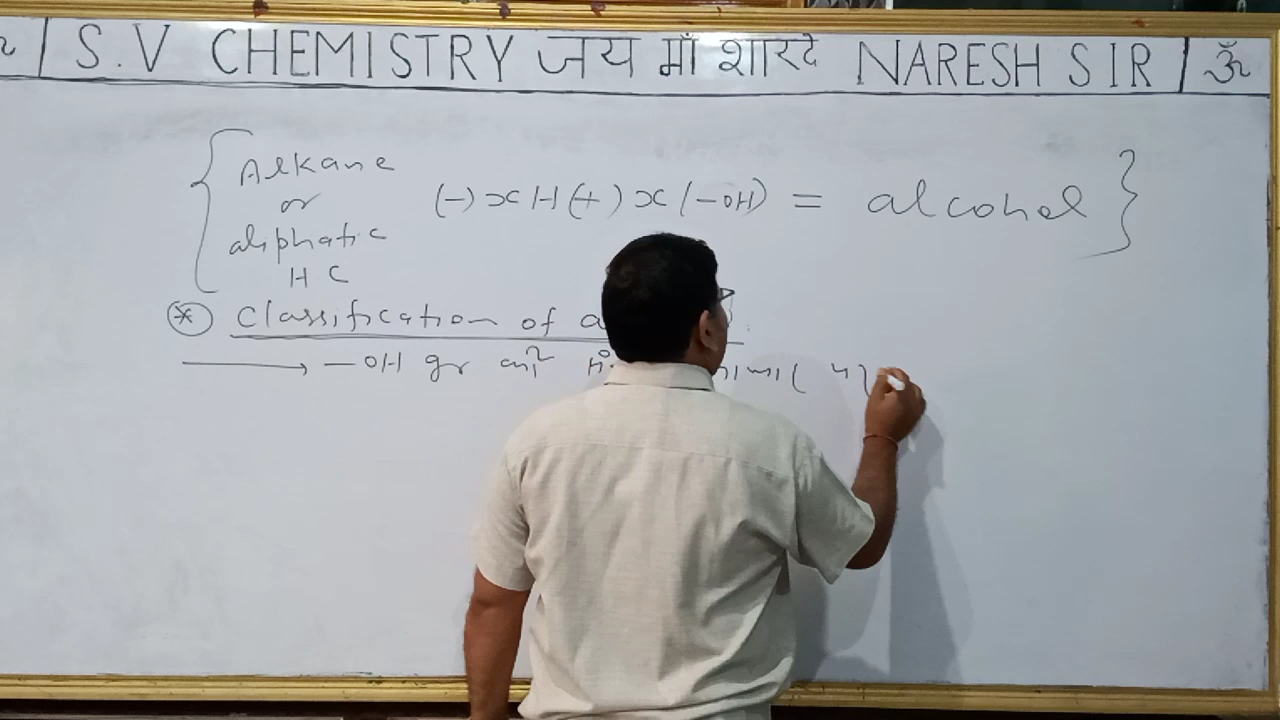 S.V CHEMISTRY जय माँ शारदे NARESH SIR ॐ
Alkane
or
aliphatic
HC
(-) x H (+) x (-OH) = alcohol
* Classification of a
→ -OH gr